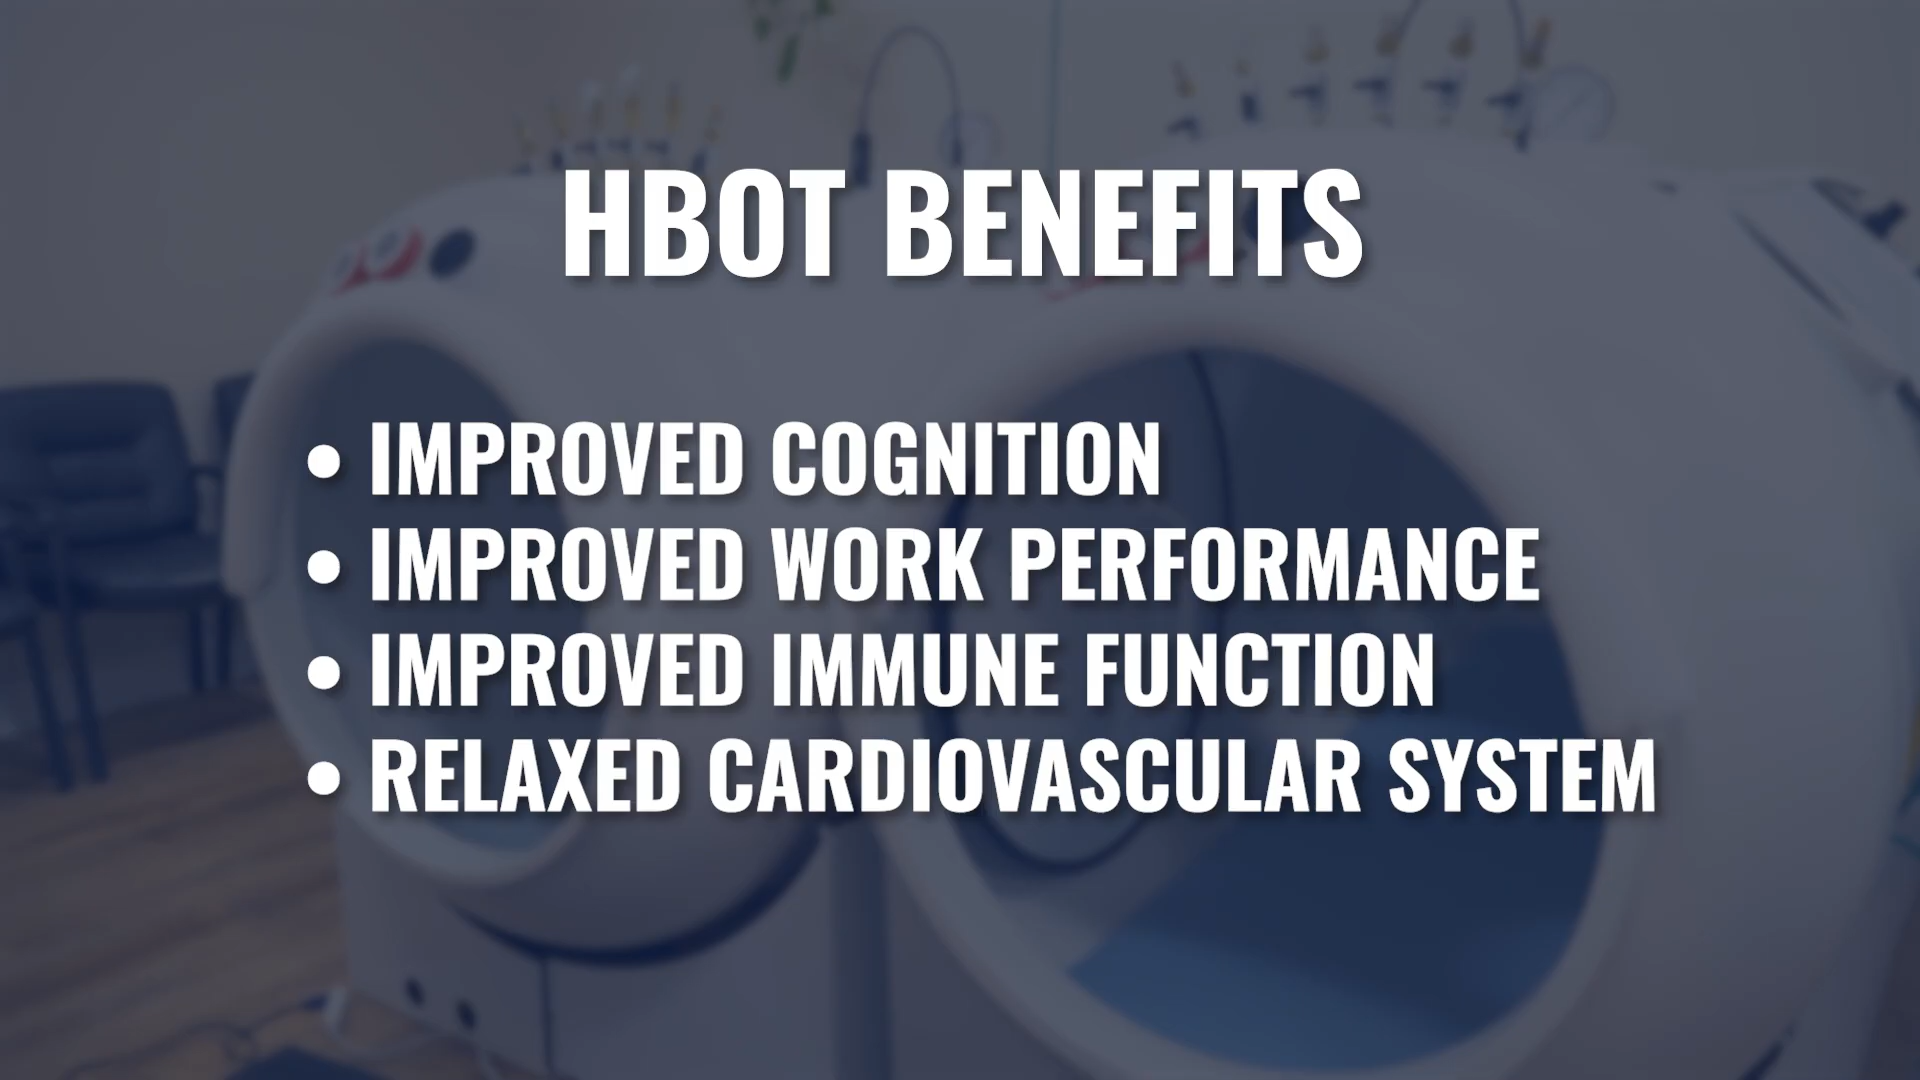 HBOT BENEFITS
• IMPROVED COGNITION
• IMPROVED WORK PERFORMANCE
• IMPROVED IMMUNE FUNCTION
• RELAXED CARDIOVASCULAR SYSTEM